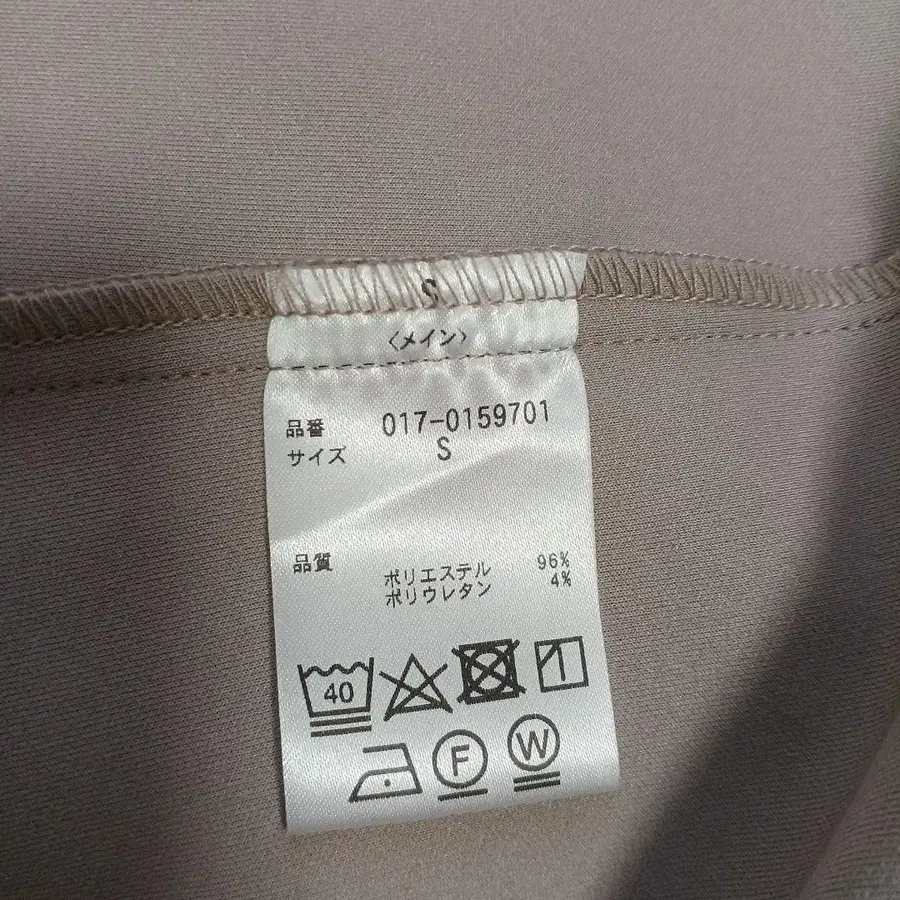 S
〈メイン〉
品番 017-0159701
サイズ S
品質
ポリエステル 96%
ポリウレタン 4%
40
F W